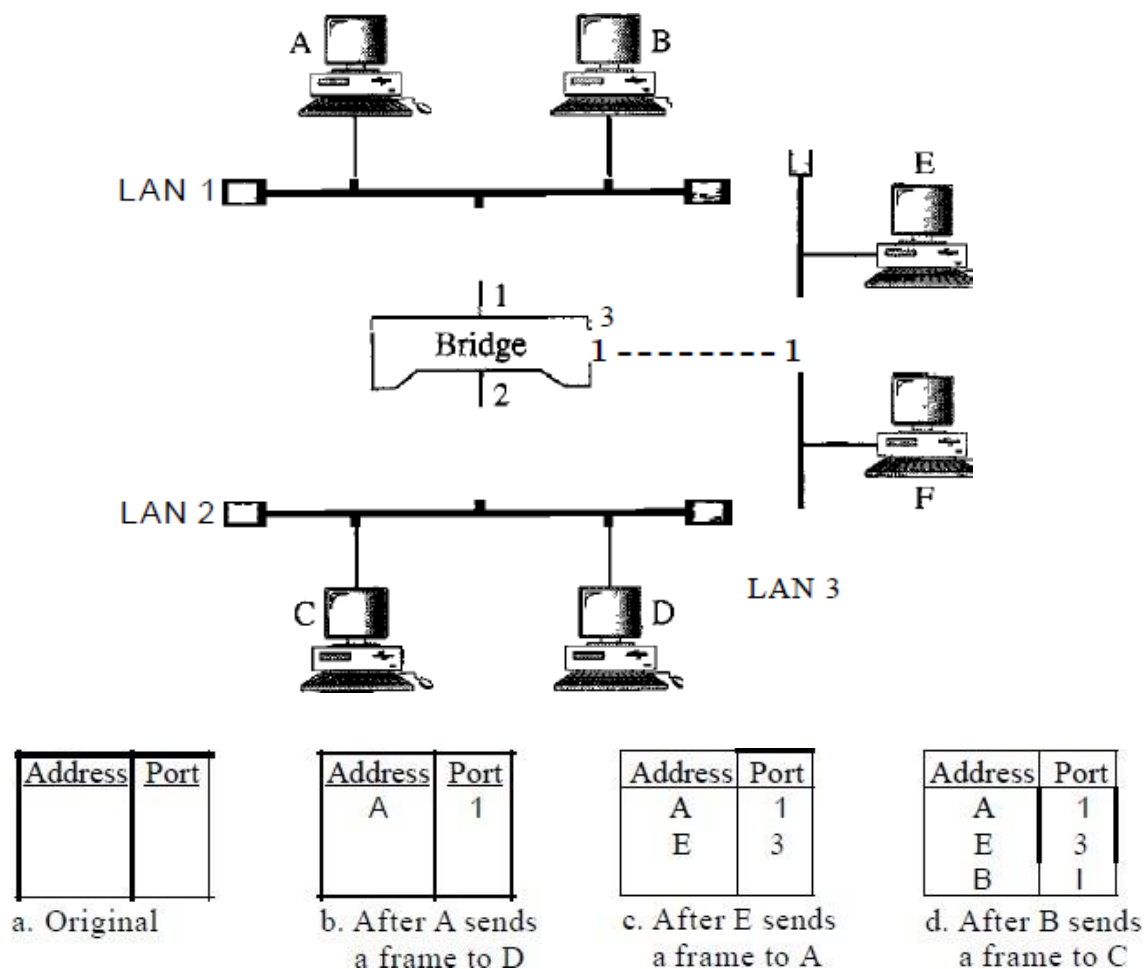 A
B
LAN 1
E
1
3
Bridge
1 - - - - - - - - 1
2
F
LAN 2
LAN 3
C
D
Address Port
a. Original
Address Port
A 1
b. After A sends
a frame to D
Address Port
A 1
E 3
c. After E sends
a frame to A
Address Port
A 1
E 3
B I
d. After B sends
a frame to C